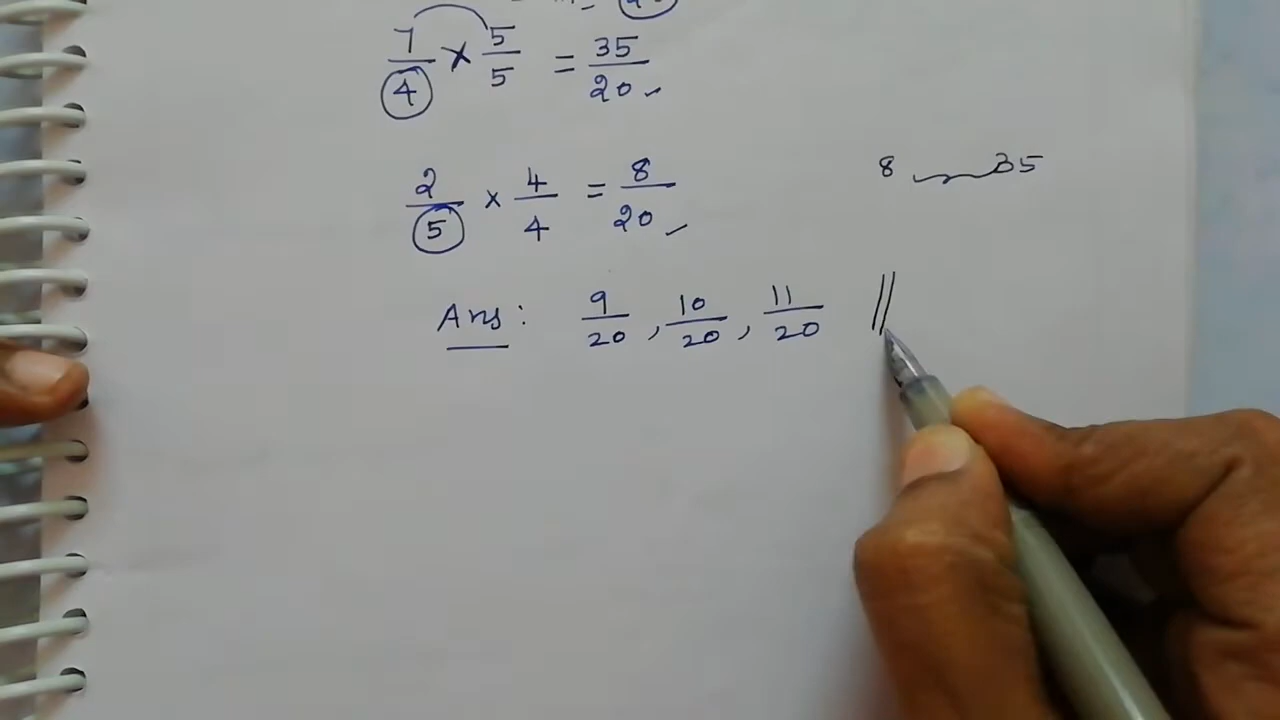 7/4 × 5/5 = 35/20
2/5 × 4/4 = 8/20
8 35
Ans: 9/20, 10/20, 11/20 //